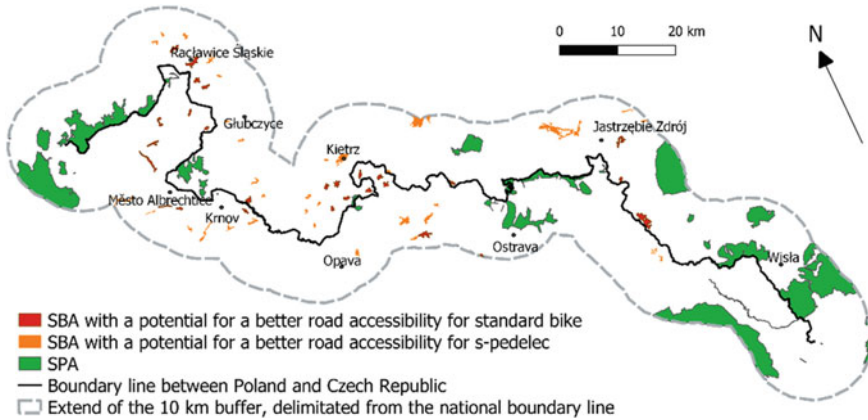 0 10 20 km
N
Racławice Śląskie
Głubczyce
Kietrz
Jastrzębie Zdrój
Město Albrechtice
Krnov
Opava
Ostrava
Wisła
SBA with a potential for a better road accessibility for standard bike
SBA with a potential for a better road accessibility for s-pedelec
SPA
Boundary line between Poland and Czech Republic
Extend of the 10 km buffer, delimitated from the national boundary line